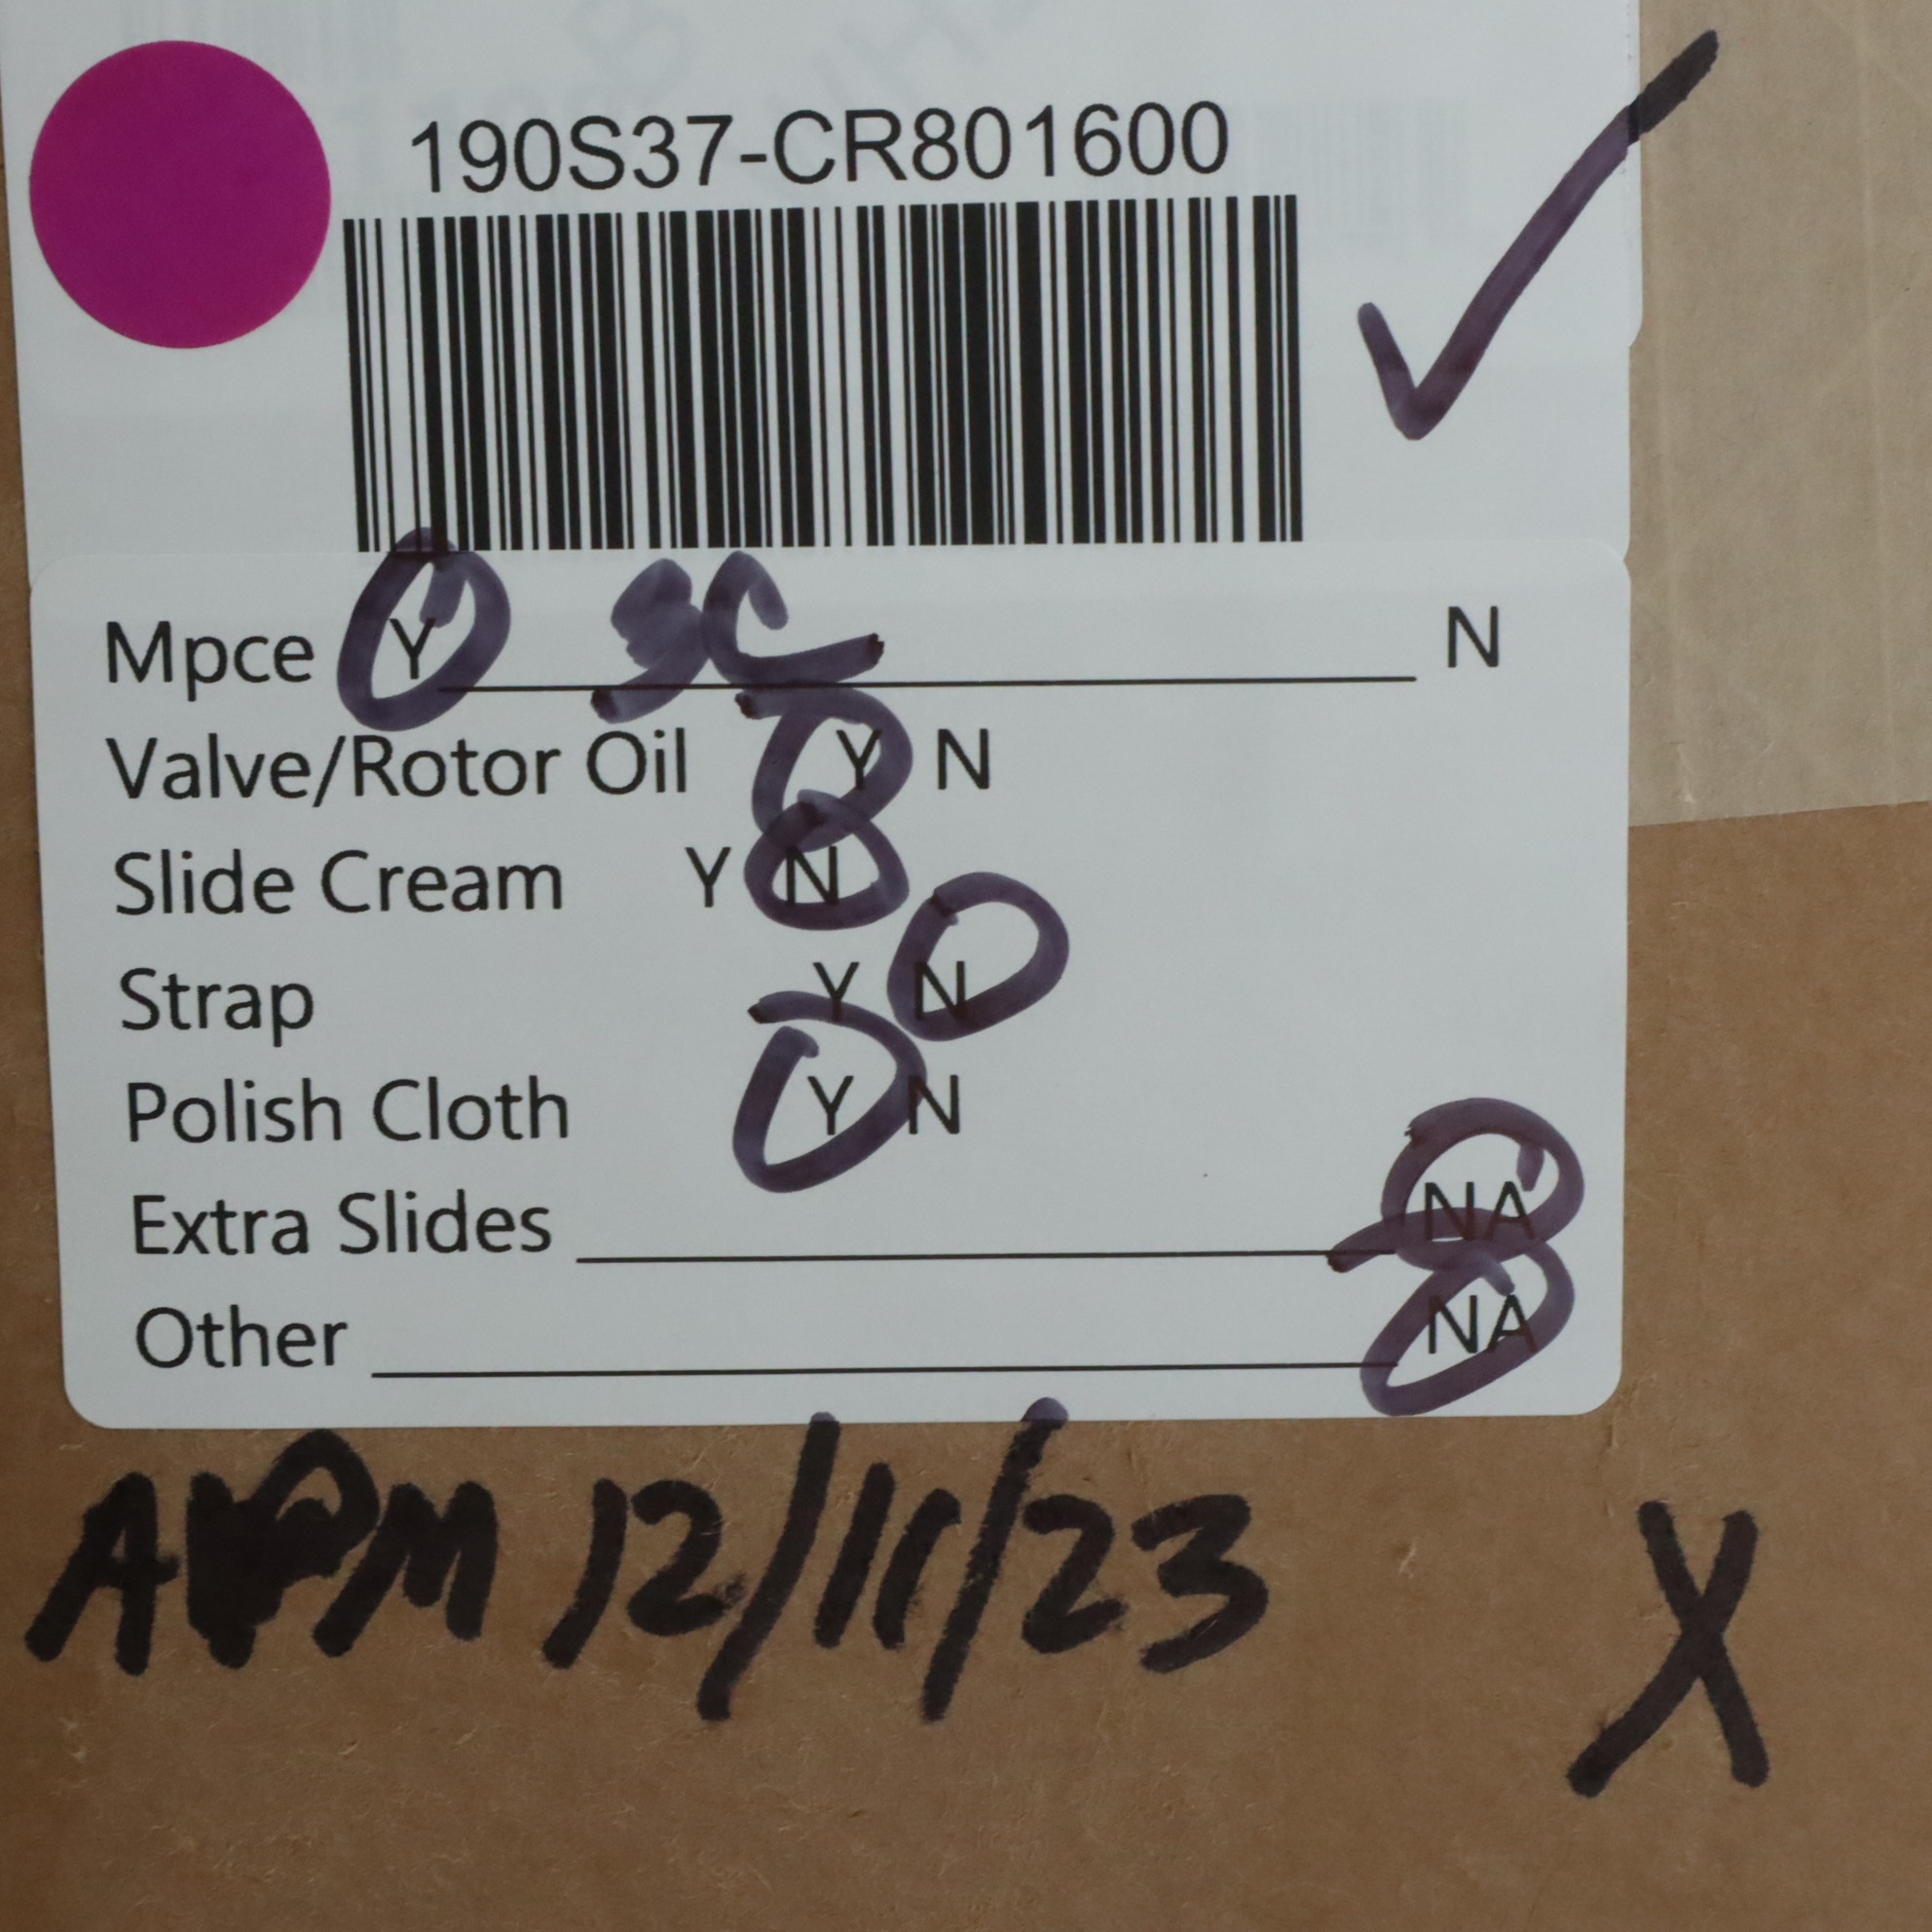 190S37-CR801600
Mpce Y 3C N
Valve/Rotor Oil Y N
Slide Cream Y N
Strap Y N
Polish Cloth Y N
Extra Slides NA
Other NA
12/11/23
X